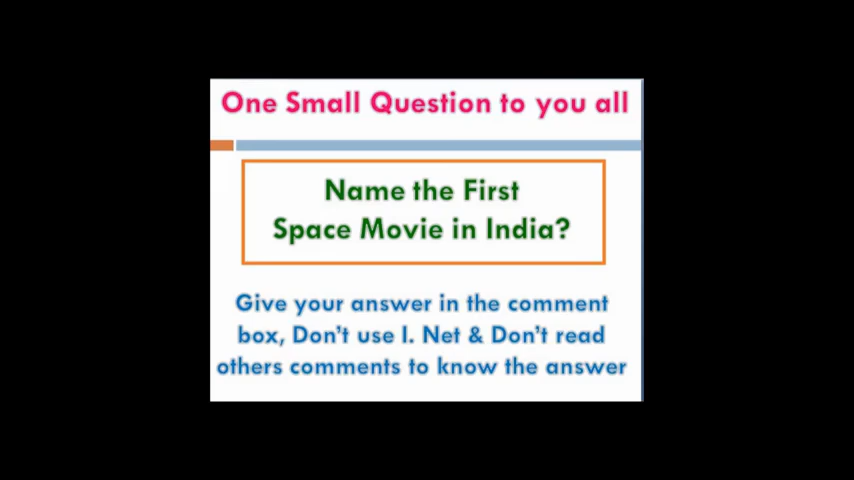 One Small Question to you all
Name the First
Space Movie in India?
Give your answer in the comment
box, Don't use I. Net & Don't read
others comments to know the answer